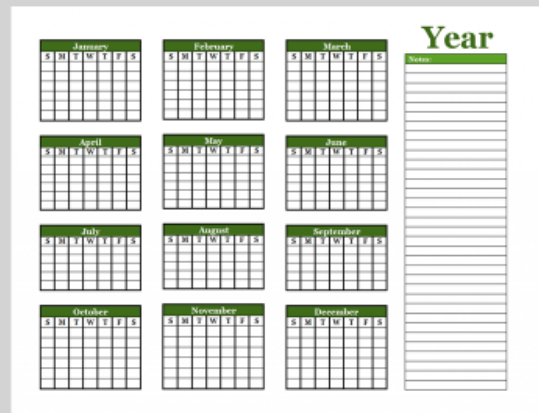 Year
January February March
S M T W T F S S M T W T F S S M T W T F S
Notes:
April May June
S M T W T F S S M T W T F S S M T W T F S
July August September
S M T W T F S S M T W T F S S M T W T F S
October November December
S M T W T F S S M T W T F S S M T W T F S